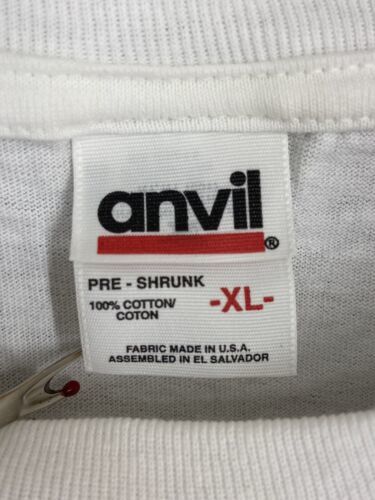 anvil®
PRE - SHRUNK
100% COTTON/
COTON
-XL-
FABRIC MADE IN U.S.A.
ASSEMBLED IN EL SALVADOR